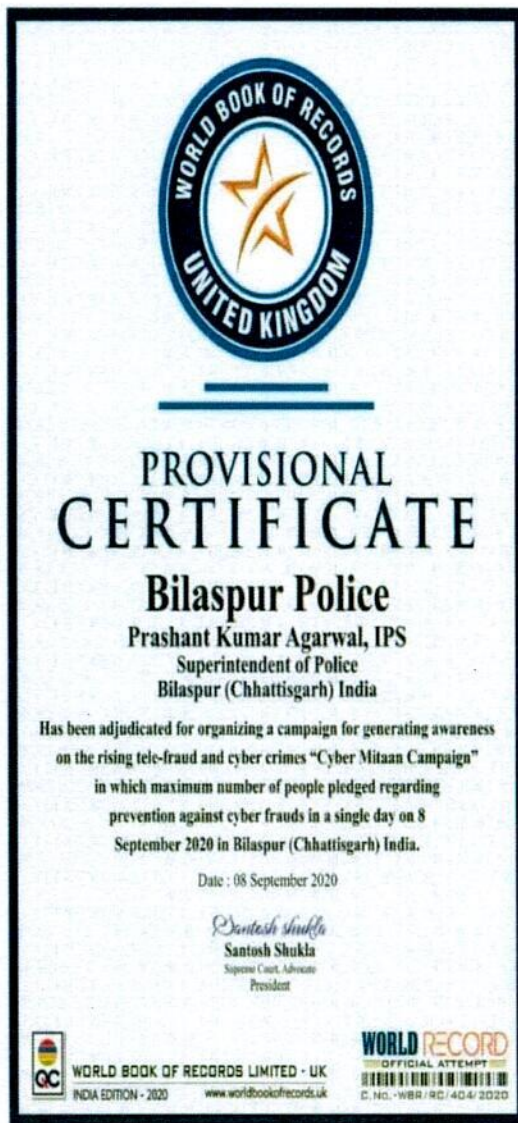 WORLD BOOK OF RECORDS
UNITED KINGDOM
PROVISIONAL
CERTIFICATE
Bilaspur Police
Prashant Kumar Agarwal, IPS
Superintendent of Police
Bilaspur (Chhattisgarh) India
Has been adjudicated for organizing a campaign for generating awareness
on the rising tele-fraud and cyber crimes “Cyber Mitaan Campaign”
in which maximum number of people pledged regarding
prevention against cyber frauds in a single day on 8
September 2020 in Bilaspur (Chhattisgarh) India.
Date : 08 September 2020
Santosh shukla
Santosh Shukla
Supreme Court, Advocate
President
QC
WORLD BOOK OF RECORDS LIMITED - UK
INDIA EDITION - 2020 www.worldbookofrecords.uk
WORLD RECORD
OFFICIAL ATTEMPT
C.No.-WBR/RC/404/2020